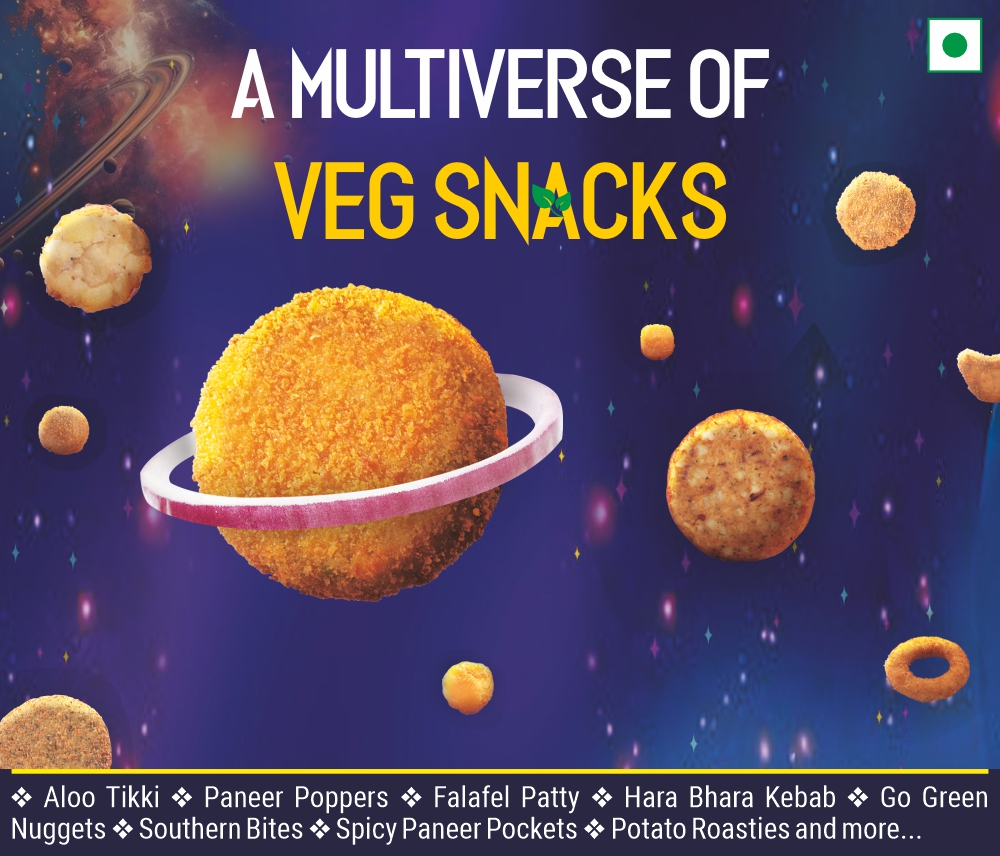 A MULTIVERSE OF
VEG SNACKS
❖ Aloo Tikki ❖ Paneer Poppers ❖ Falafel Patty ❖ Hara Bhara Kebab ❖ Go Green
Nuggets ❖ Southern Bites ❖ Spicy Paneer Pockets ❖ Potato Roasties and more...